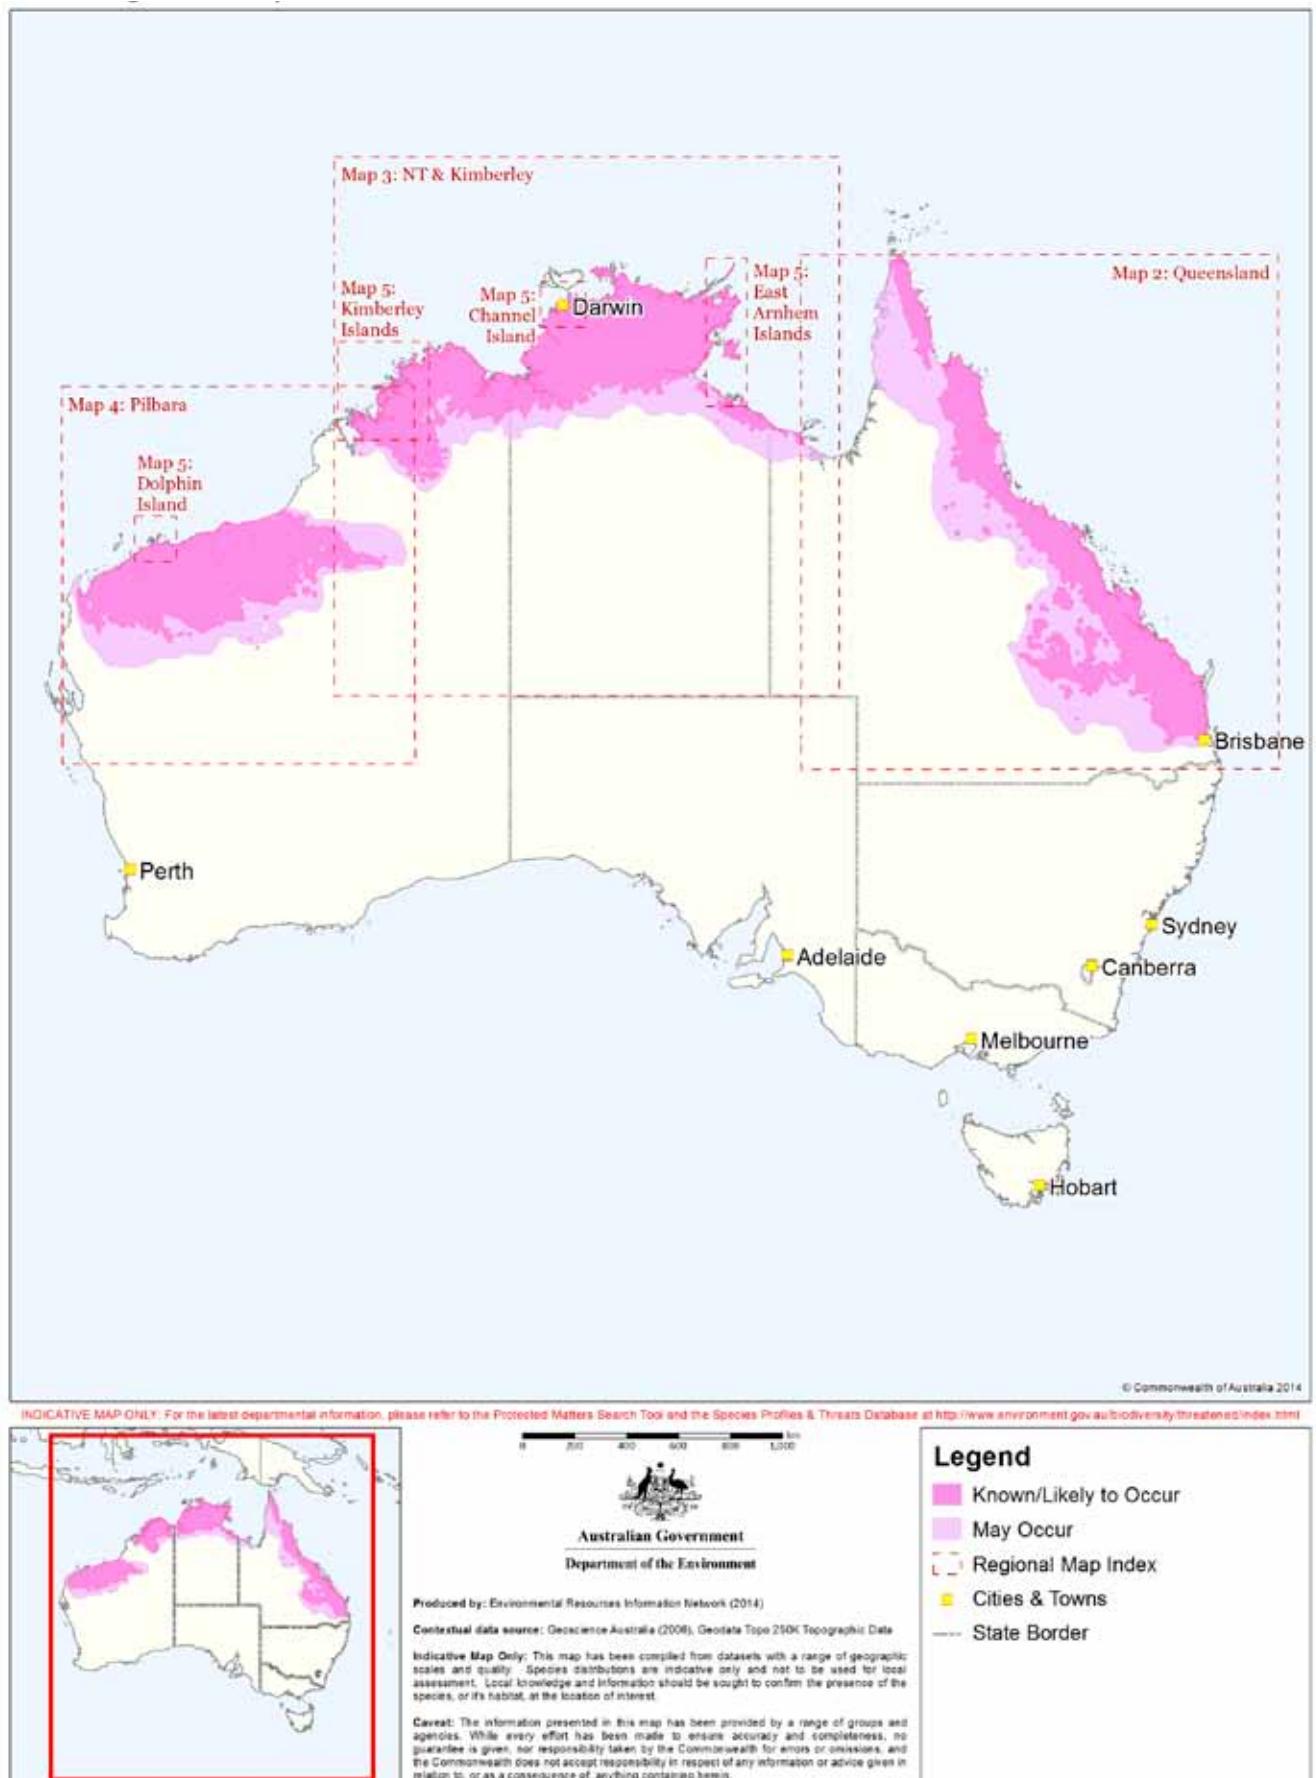 Map 3: NT & Kimberley
Map 2: Queensland
Map 5:
Kimberley
Islands
Map 5:
Channel
Island
Darwin
Map 5:
East
Arnhem
Islands
Map 4: Pilbara
Map 5:
Dolphin
Island
Brisbane
Perth
Sydney
Adelaide
Canberra
Melbourne
Hobart
© Commonwealth of Australia 2014
INDICATIVE MAP ONLY: For the latest departmental information, please refer to the Protected Matters Search Tool and the Species Profiles & Threats Database at http://www.environment.gov.au/biodiversity/threatened/index.html
0 200 400 600 800 1,000 km
Australian Government
Department of the Environment
Produced by: Environmental Resources Information Network (2014)
Contextual data source: Geoscience Australia (2006), Geodata Topo 250K Topographic Data
Indicative Map Only: This map has been compiled from datasets with a range of geographic
scales and quality. Species distributions are indicative only and not to be used for local
assessment. Local knowledge and information should be sought to confirm the presence of the
species, or it's habitat, at the location of interest.
Caveat: The information presented in this map has been provided by a range of groups and
agencies. While every effort has been made to ensure accuracy and completeness, no
guarantee is given, nor responsibility taken by the Commonwealth for errors or omissions, and
the Commonwealth does not accept responsibility in respect of any information or advice given in
relation to, or as a consequence of, anything containing herein.
Legend
Known/Likely to Occur
May Occur
Regional Map Index
Cities & Towns
State Border